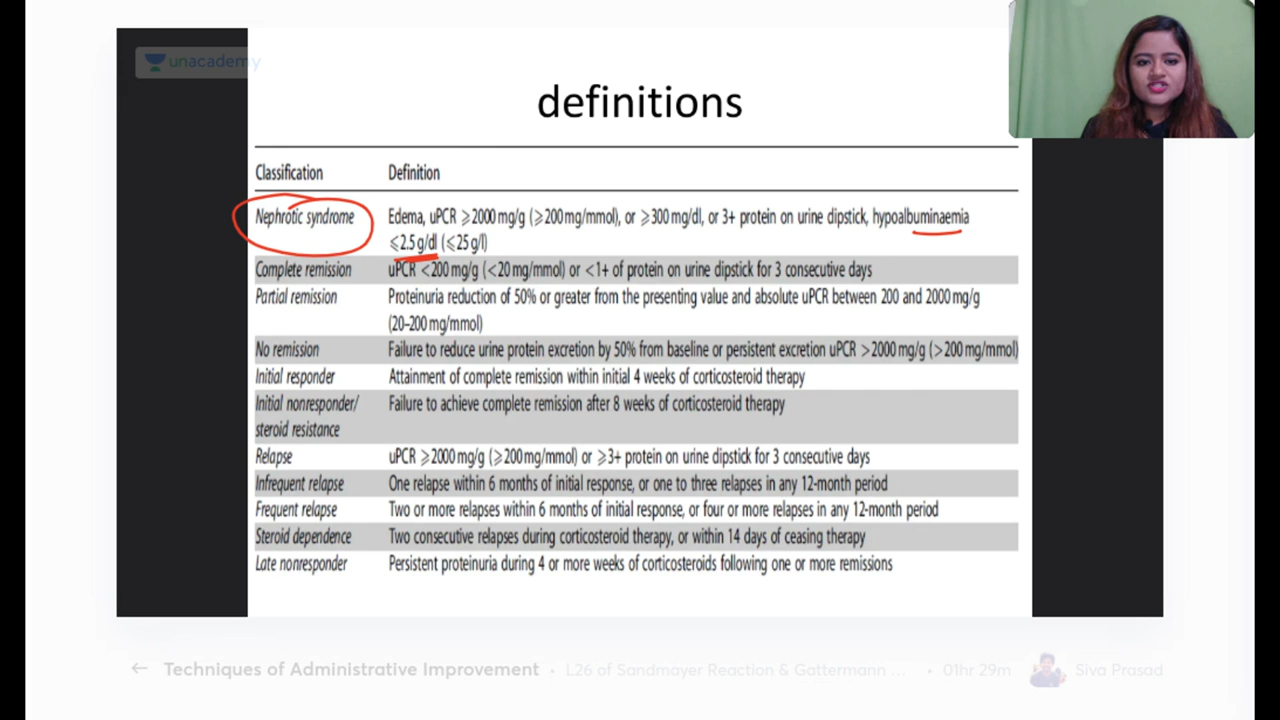 unacademy
definitions
Classification Definition
Nephrotic syndrome Edema, uPCR ⩾2000 mg/g (⩾200 mg/mmol), or ⩾300 mg/dl, or 3+ protein on urine dipstick, hypoalbuminaemia
⩽2.5 g/dl (⩽25 g/l)
Complete remission uPCR <200 mg/g (<20 mg/mmol) or <1+ of protein on urine dipstick for 3 consecutive days
Partial remission Proteinuria reduction of 50% or greater from the presenting value and absolute uPCR between 200 and 2000 mg/g
(20–200 mg/mmol)
No remission Failure to reduce urine protein excretion by 50% from baseline or persistent excretion uPCR >2000 mg/g (>200 mg/mmol)
Initial responder Attainment of complete remission within initial 4 weeks of corticosteroid therapy
Initial nonresponder/ Failure to achieve complete remission after 8 weeks of corticosteroid therapy
steroid resistance
Relapse uPCR ⩾2000 mg/g (⩾200 mg/mmol) or ⩾3+ protein on urine dipstick for 3 consecutive days
Infrequent relapse One relapse within 6 months of initial response, or one to three relapses in any 12-month period
Frequent relapse Two or more relapses within 6 months of initial response, or four or more relapses in any 12-month period
Steroid dependence Two consecutive relapses during corticosteroid therapy, or within 14 days of ceasing therapy
Late nonresponder Persistent proteinuria during 4 or more weeks of corticosteroids following one or more remissions
← Techniques of Administrative Improvement • L26 of Sandmayer Reaction & Gattermann ... • 01hr 29m Siva Prasad